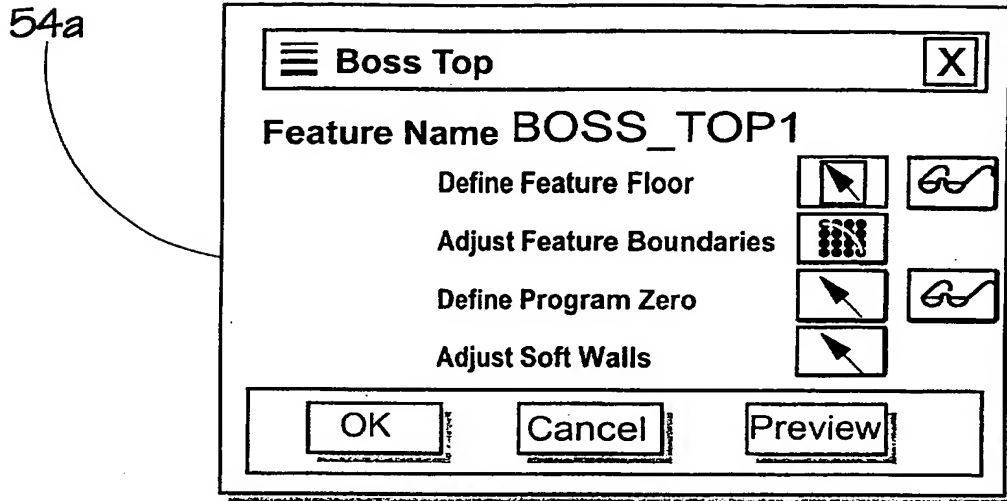 54a
Boss Top X
Feature Name BOSS_TOP1
Define Feature Floor
Adjust Feature Boundaries
Define Program Zero
Adjust Soft Walls
OK Cancel Preview